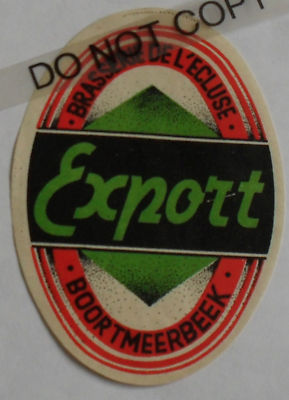 DO NOT COPY
BRASSERIE DE L'ECLUSE
Export
BOORTMEERBEEK